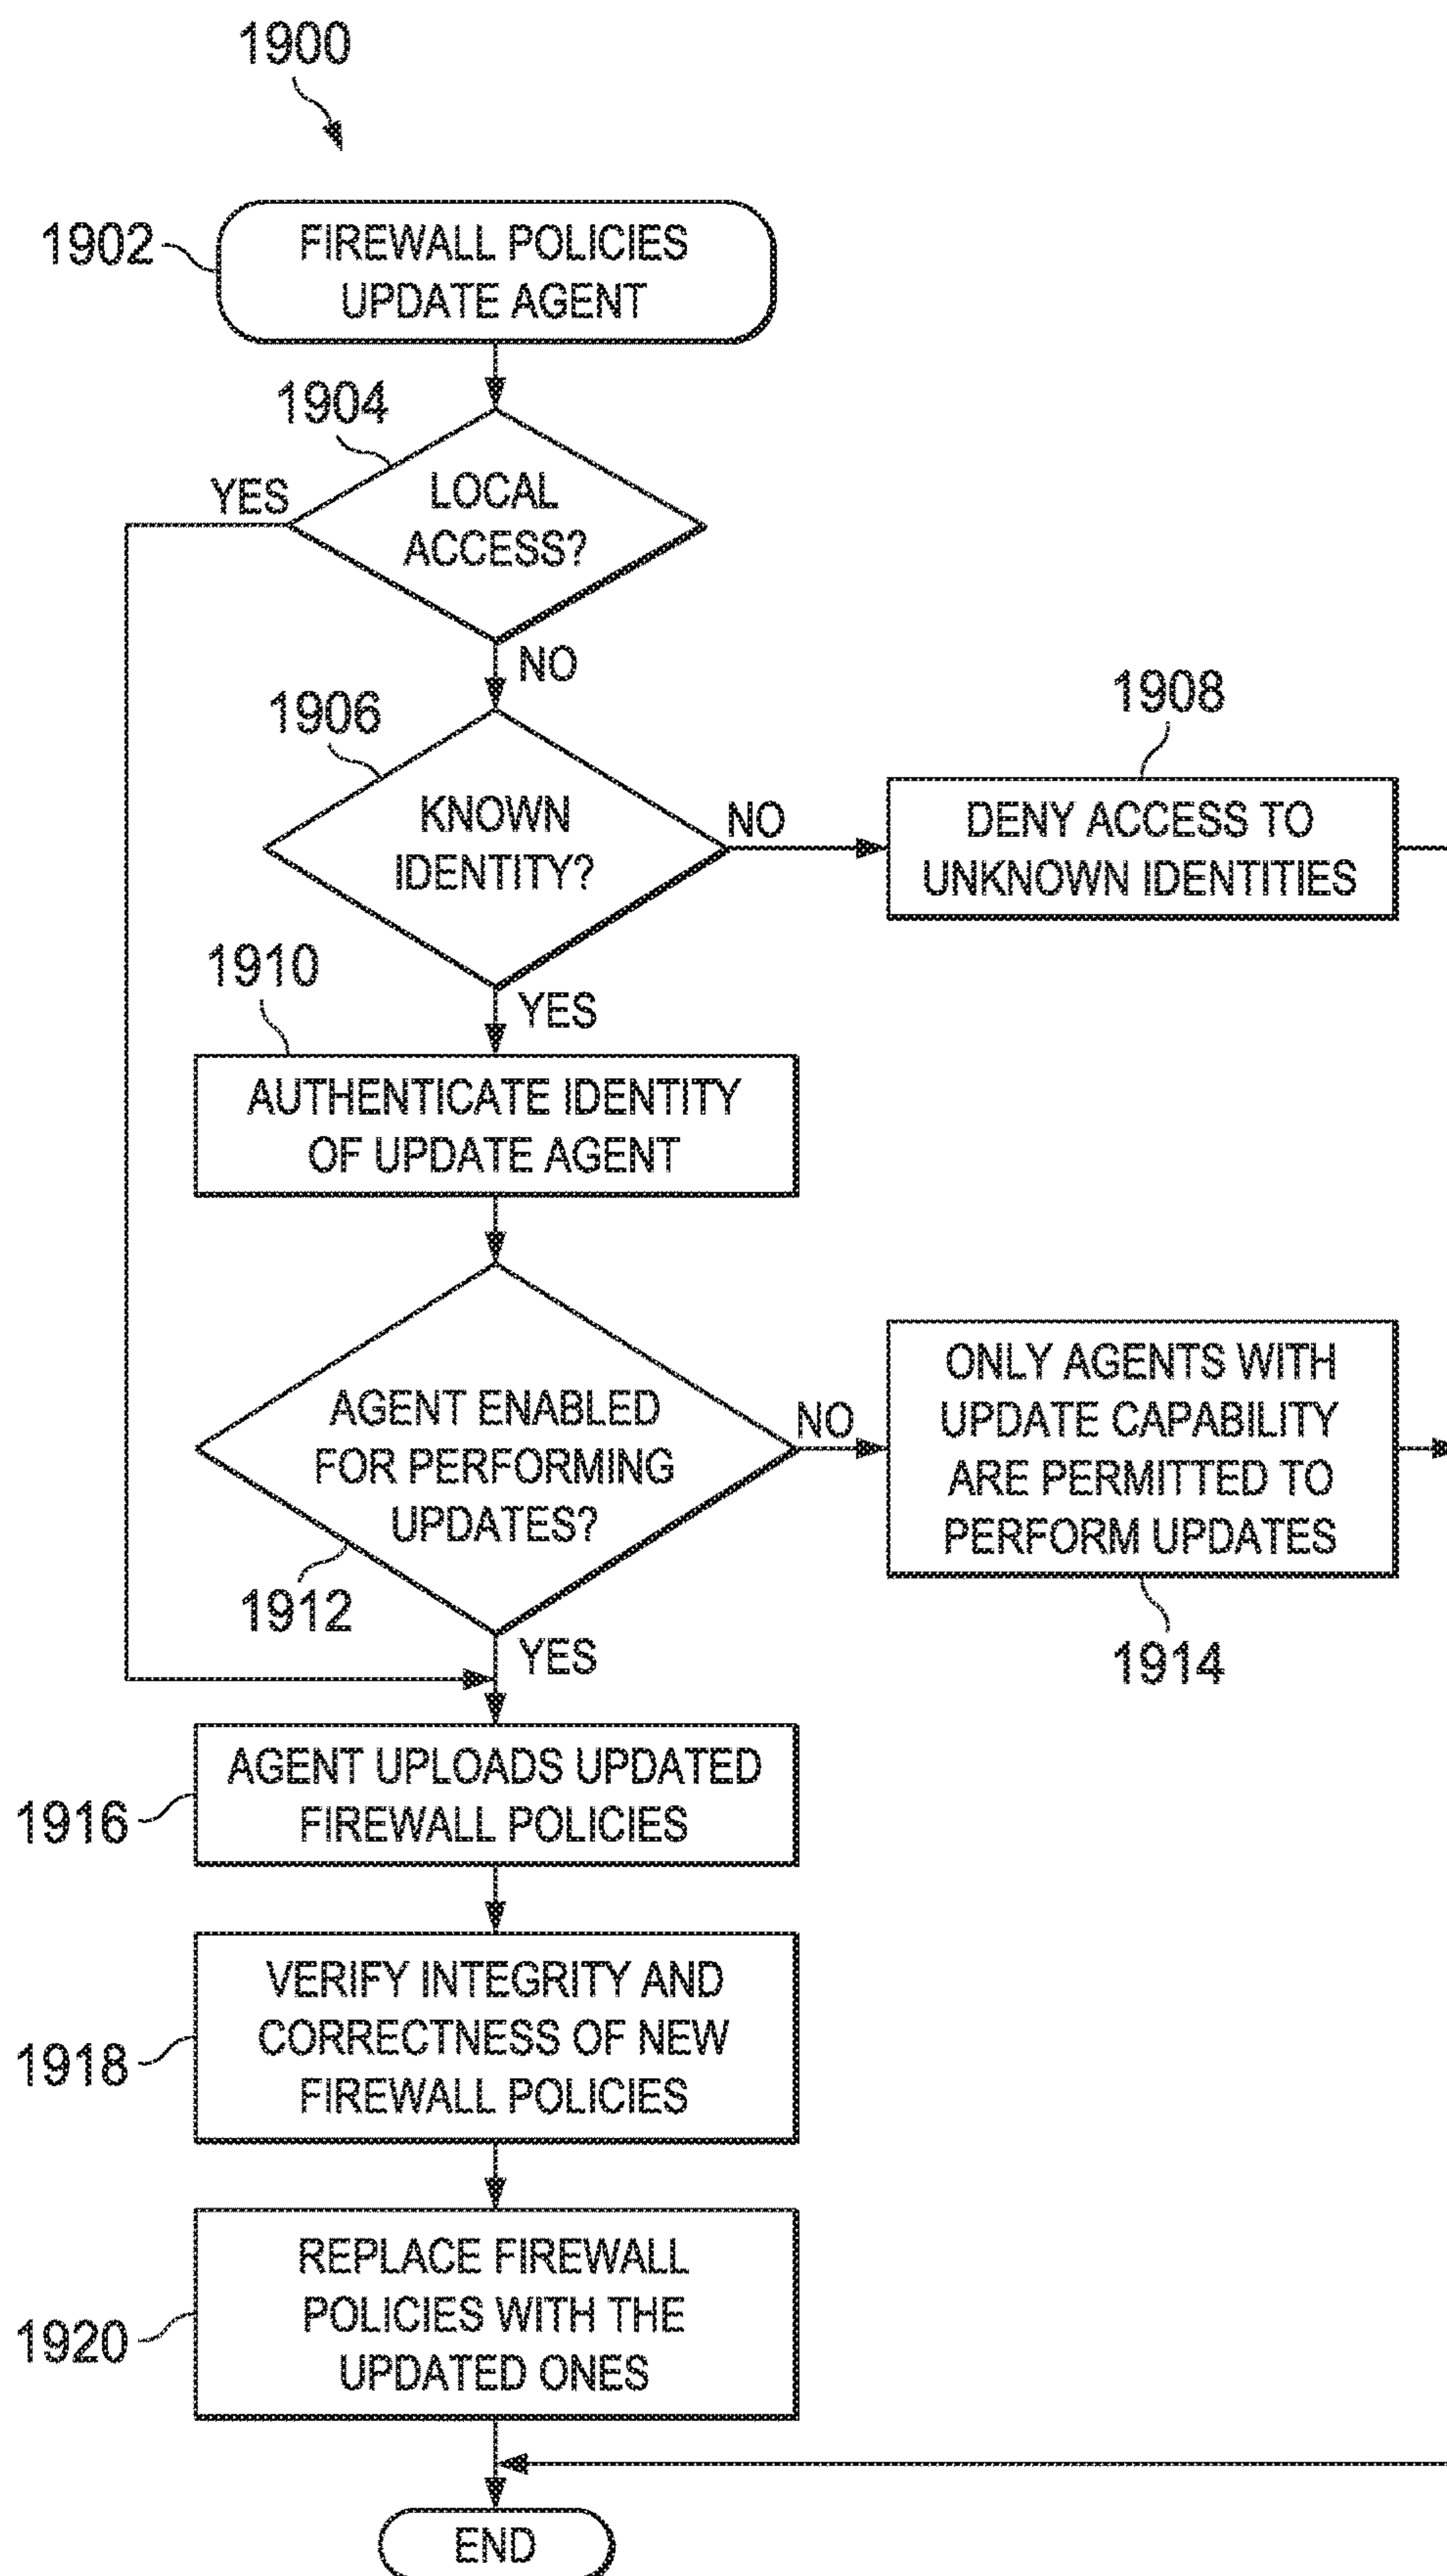 1900
1902
FIREWALL POLICIES
UPDATE AGENT
1904
YES
LOCAL
ACCESS?
NO
1906
KNOWN
IDENTITY?
NO
1908
DENY ACCESS TO
UNKNOWN IDENTITIES
YES
1910
AUTHENTICATE IDENTITY
OF UPDATE AGENT
AGENT ENABLED
FOR PERFORMING
UPDATES?
1912
NO
ONLY AGENTS WITH
UPDATE CAPABILITY
ARE PERMITTED TO
PERFORM UPDATES
1914
YES
AGENT UPLOADS UPDATED
FIREWALL POLICIES
1916
VERIFY INTEGRITY AND
CORRECTNESS OF NEW
FIREWALL POLICIES
1918
REPLACE FIREWALL
POLICIES WITH THE
UPDATED ONES
1920
END